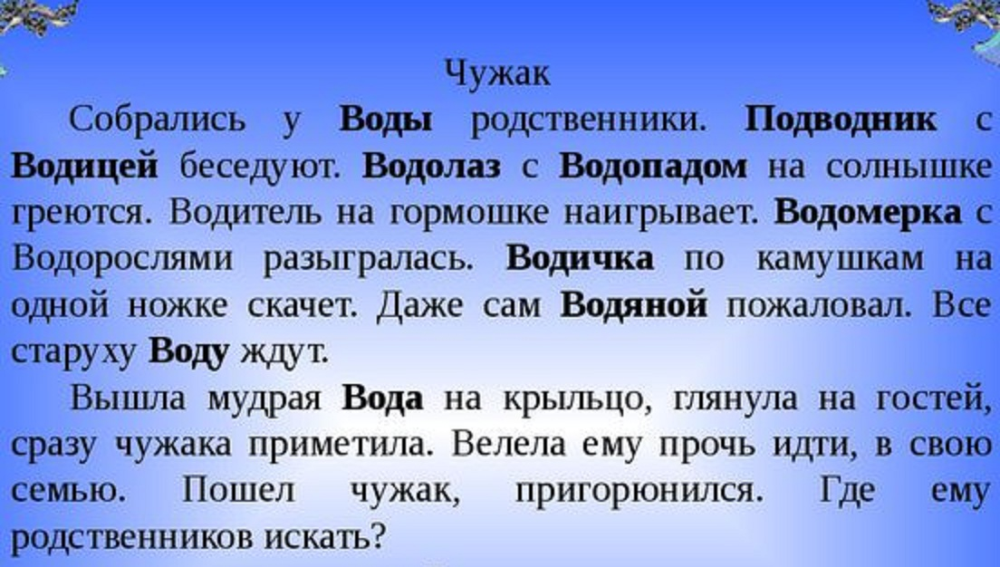 Чужак
Собрались у Воды родственники. Подводник с
Водицей беседуют. Водолаз с Водопадом на солнышке
греются. Водитель на гормошке наигрывает. Водомерка с
Водорослями разыгралась. Водичка по камушкам на
одной ножке скачет. Даже сам Водяной пожаловал. Все
старуху Воду ждут.
Вышла мудрая Вода на крыльцо, глянула на гостей,
сразу чужака приметила. Велела ему прочь идти, в свою
семью. Пошел чужак, пригорюнился. Где ему
родственников искать?